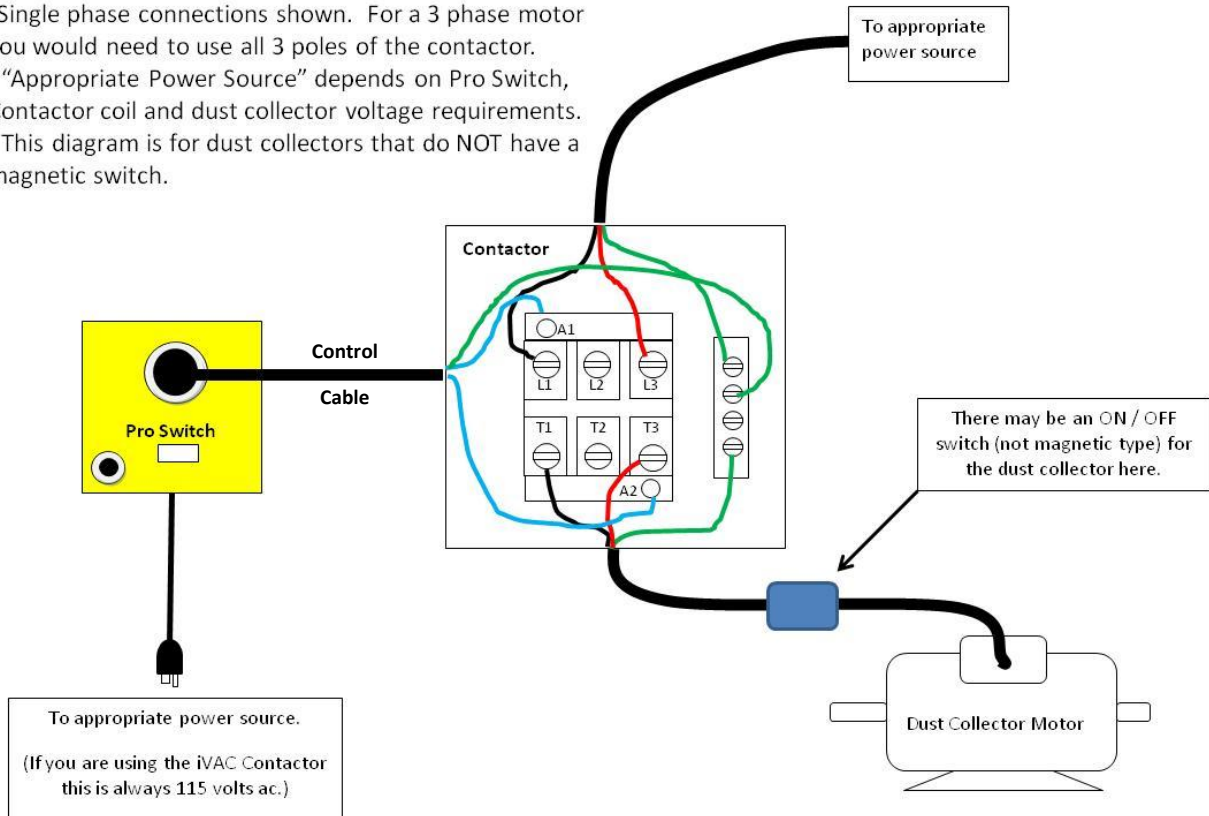 Single phase connections shown. For a 3 phase motor
would need to use all 3 poles of the contactor.
"Appropriate Power Source" depends on Pro Switch,
coil and dust collector voltage requirements.
This diagram is for dust collectors that do NOT have a
switch.
To appropriate
power source
Contactor
A1
L1 L2 L3
T1 T2 T3
A2
Control
Cable
Pro Switch
There may be an ON / OFF
switch (not magnetic type) for
the dust collector here.
Dust Collector Motor
To appropriate power source.
(If you are using the iVAC Contactor
this is always 115 volts ac.)